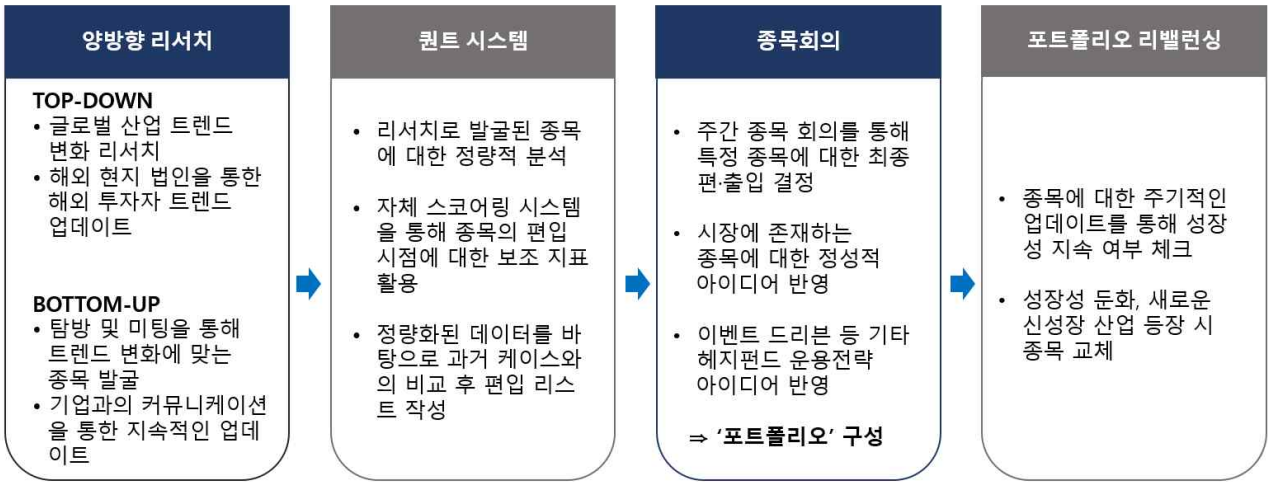 양방향 리서치
TOP-DOWN
• 글로벌 산업 트렌드
변화 리서치
• 해외 현지 법인을 통한
해외 투자자 트렌드
업데이트
BOTTOM-UP
• 탐방 및 미팅을 통해
트렌드 변화에 맞는
종목 발굴
• 기업과의 커뮤니케이션
을 통한 지속적인 업데
이트
퀀트 시스템
• 리서치로 발굴된 종목
에 대한 정량적 분석
• 자체 스코어링 시스템
을 통해 종목의 편입
시점에 대한 보조 지표
활용
• 정량화된 데이터를 바
탕으로 과거 케이스와
의 비교 후 편입 리스
트 작성
종목회의
• 주간 종목 회의를 통해
특정 종목에 대한 최종
편·출입 결정
• 시장에 존재하는
종목에 대한 정성적
아이디어 반영
• 이벤트 드리븐 등 기타
헤지펀드 운용전략
아이디어 반영
⇒ ‘포트폴리오’ 구성
포트폴리오 리밸런싱
• 종목에 대한 주기적인
업데이트를 통해 성장
성 지속 여부 체크
• 성장성 둔화, 새로운
신성장 산업 등장 시
종목 교체